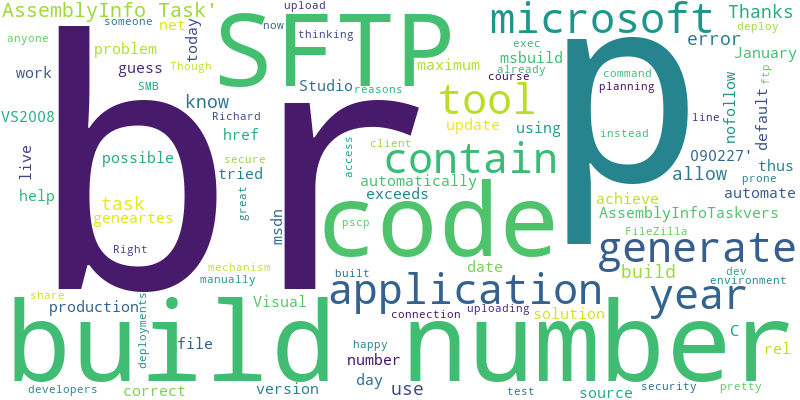 AssemblyInfo Task'
someone
net
today
upload
now
thinking
SFTP
microsoft
Thanks
deploy
anyone
problem
guess
work
SMB
Though
know
Studio
reasons
maximum
msbuild
exec
already
course
error
January
command
planning
ftp
default
nofollow
VS2008
br
p
Richard
href
tool
update
using
line
instead
live
possible
tried
secure
access
client
contain
090227'
thus
allow
prone
help
task
geneartes
great
msdn
automatically
exceeds
automate
achieve
AssemblyInfoTaskvers
pscp
code
FileZilla
generate
Right
mechanism
manually
built
date
build
dev
environment
share
production
deployments
Visual
application
year
connection
uploading
solution
C
rel
build number
file
happy
number
day
use
test
source
security
pretty
developers
correct
version